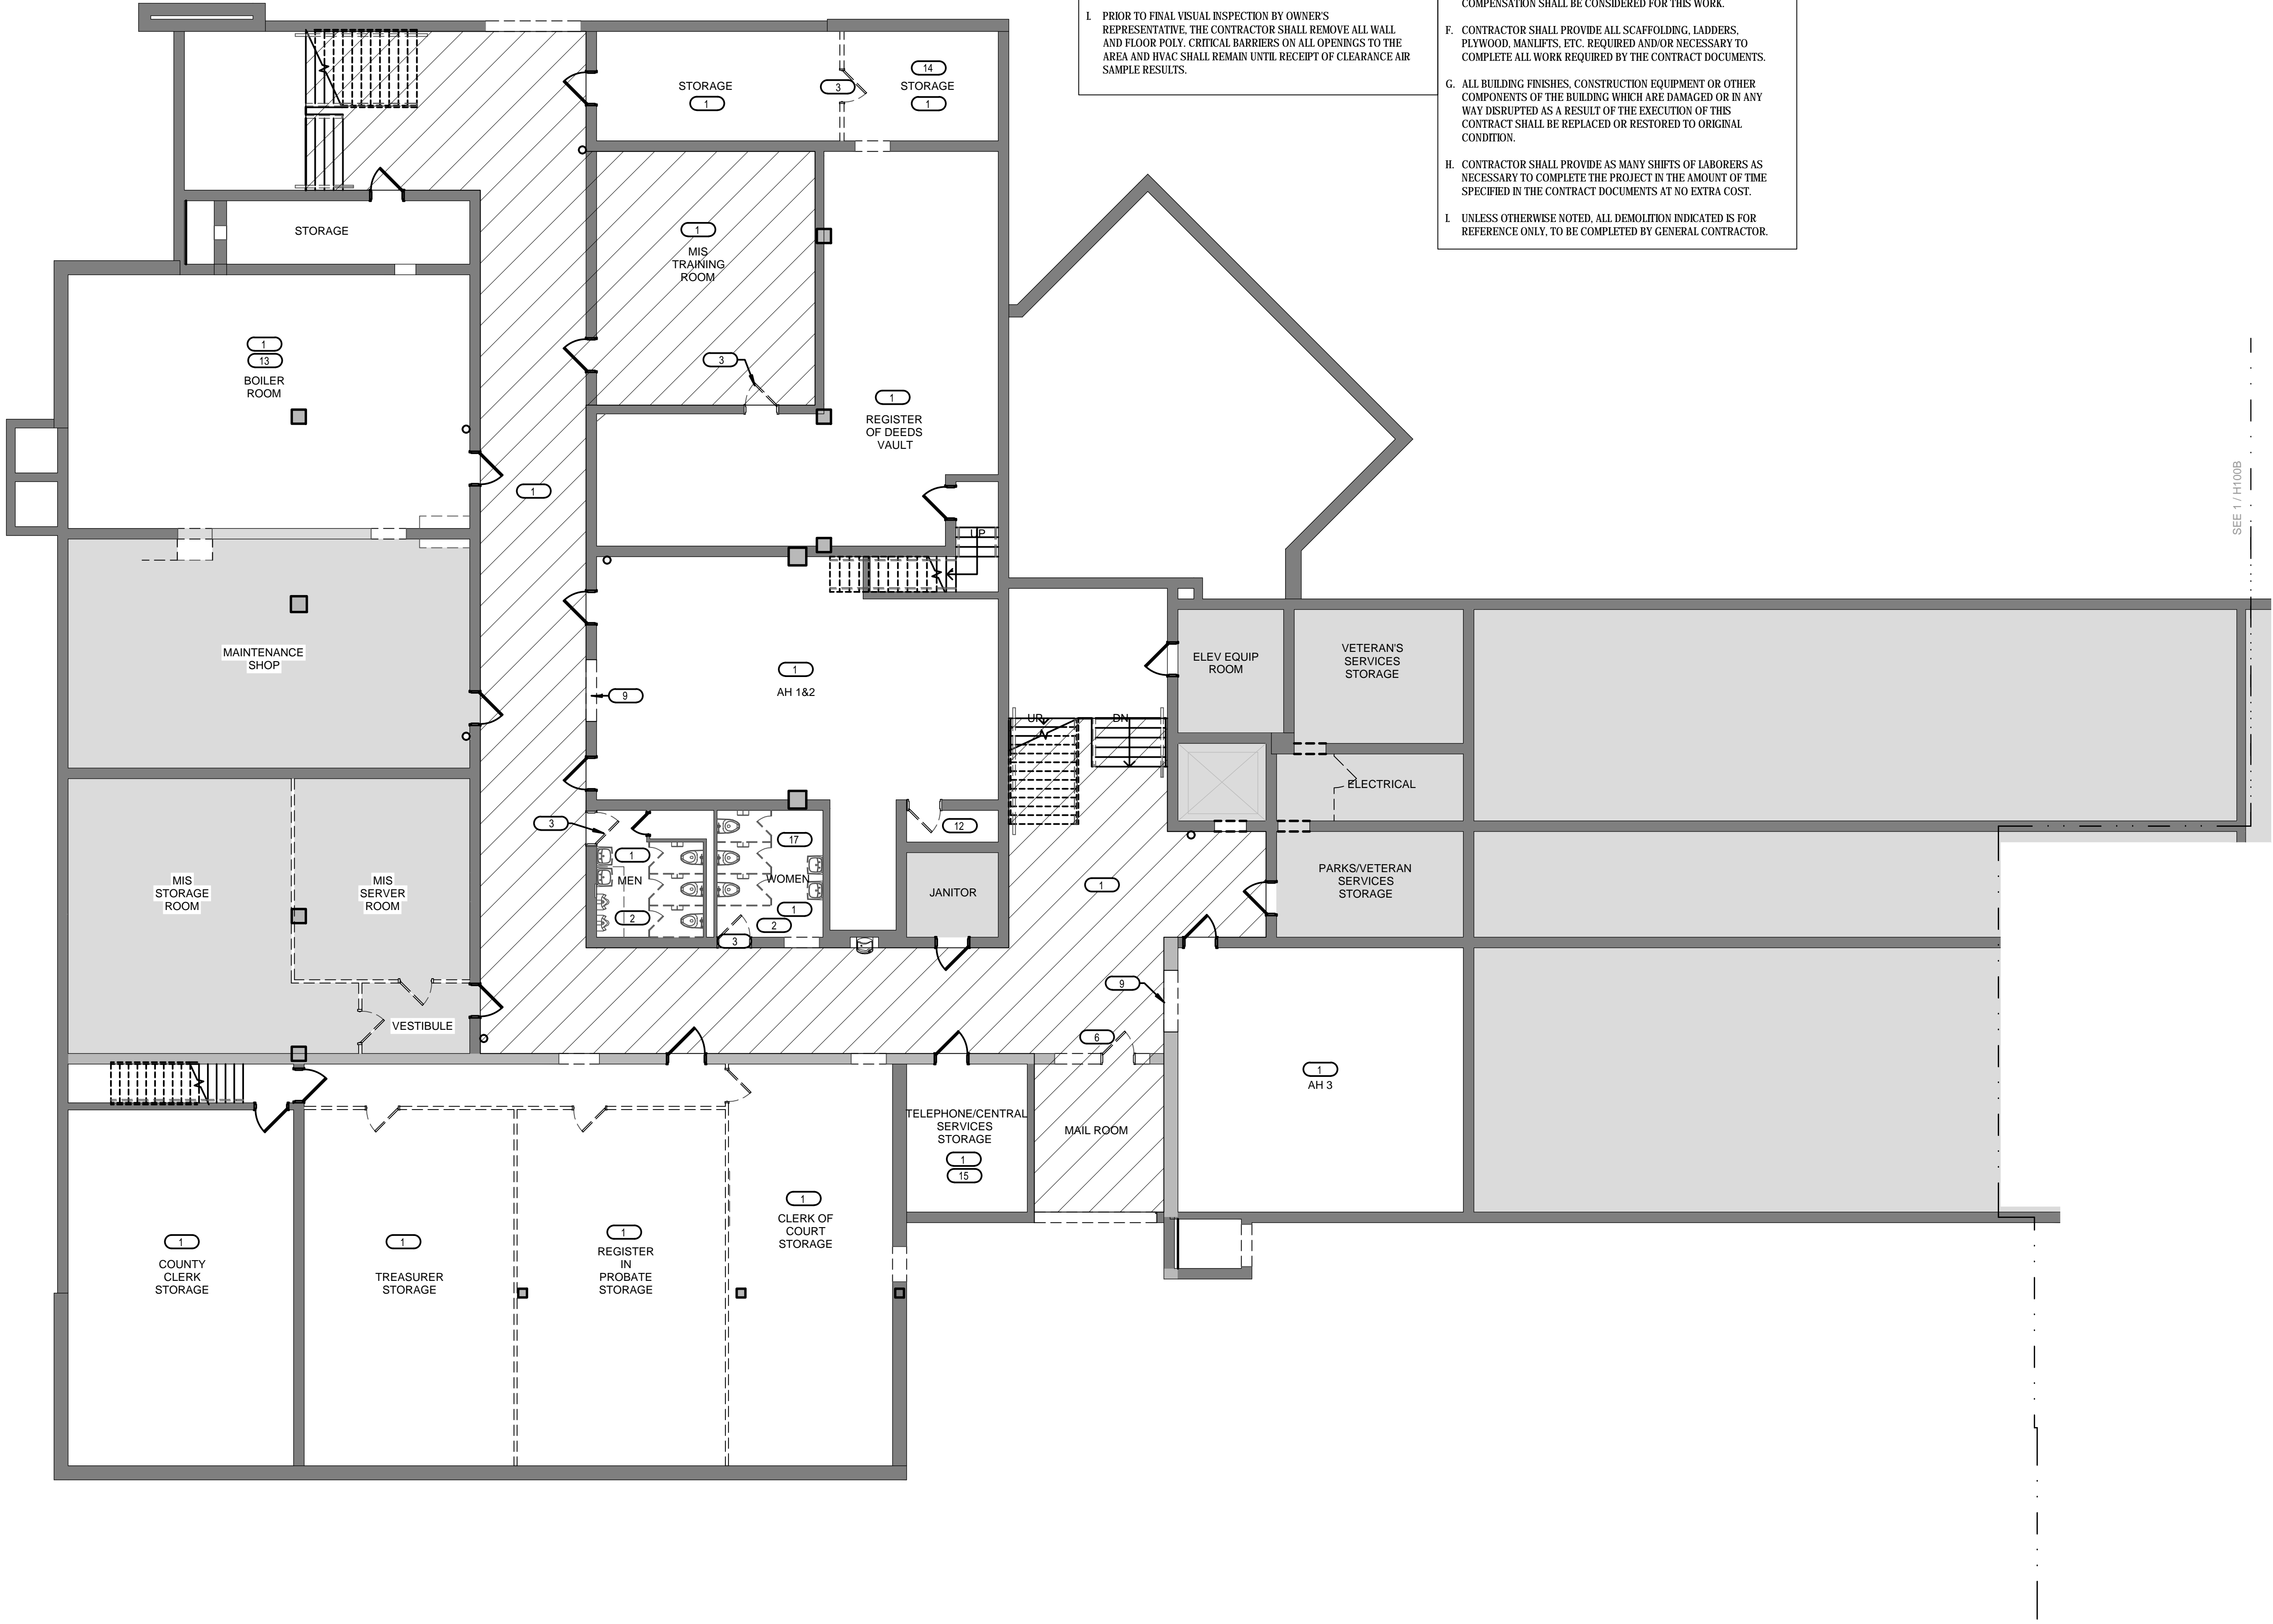 I. PRIOR TO FINAL VISUAL INSPECTION BY OWNER'S
REPRESENTATIVE, THE CONTRACTOR SHALL REMOVE ALL WALL
AND FLOOR POLY. CRITICAL BARRIERS ON ALL OPENINGS TO THE
AREA AND HVAC SHALL REMAIN UNTIL RECEIPT OF CLEARANCE AIR
SAMPLE RESULTS.
COMPENSATION SHALL BE CONSIDERED FOR THIS WORK.
F. CONTRACTOR SHALL PROVIDE ALL SCAFFOLDING, LADDERS,
PLYWOOD, MANLIFTS, ETC. REQUIRED AND/OR NECESSARY TO
COMPLETE ALL WORK REQUIRED BY THE CONTRACT DOCUMENTS.
G. ALL BUILDING FINISHES, CONSTRUCTION EQUIPMENT OR OTHER
COMPONENTS OF THE BUILDING WHICH ARE DAMAGED OR IN ANY
WAY DISRUPTED AS A RESULT OF THE EXECUTION OF THIS
CONTRACT SHALL BE REPLACED OR RESTORED TO ORIGINAL
CONDITION.
H. CONTRACTOR SHALL PROVIDE AS MANY SHIFTS OF LABORERS AS
NECESSARY TO COMPLETE THE PROJECT IN THE AMOUNT OF TIME
SPECIFIED IN THE CONTRACT DOCUMENTS AT NO EXTRA COST.
I. UNLESS OTHERWISE NOTED, ALL DEMOLITION INDICATED IS FOR
REFERENCE ONLY, TO BE COMPLETED BY GENERAL CONTRACTOR.
STORAGE
1
3
14
STORAGE
1
STORAGE
1
MIS
TRAINING
ROOM
3
1
13
BOILER
ROOM
1
REGISTER
OF DEEDS
VAULT
1
UP
SEE 1 / H100B
MAINTENANCE
SHOP
1
AH 1&2
9
ELEV EQUIP
ROOM
VETERAN'S
SERVICES
STORAGE
UP
DN
ELECTRICAL
3
1
MEN
2
17
WOMEN
1
2
3
12
JANITOR
1
PARKS/VETERAN
SERVICES
STORAGE
MIS
STORAGE
ROOM
MIS
SERVER
ROOM
VESTIBULE
9
6
1
AH 3
TELEPHONE/CENTRAL
SERVICES
STORAGE
1
15
MAIL ROOM
1
COUNTY
CLERK
STORAGE
1
TREASURER
STORAGE
1
REGISTER
IN
PROBATE
STORAGE
1
CLERK OF
COURT
STORAGE